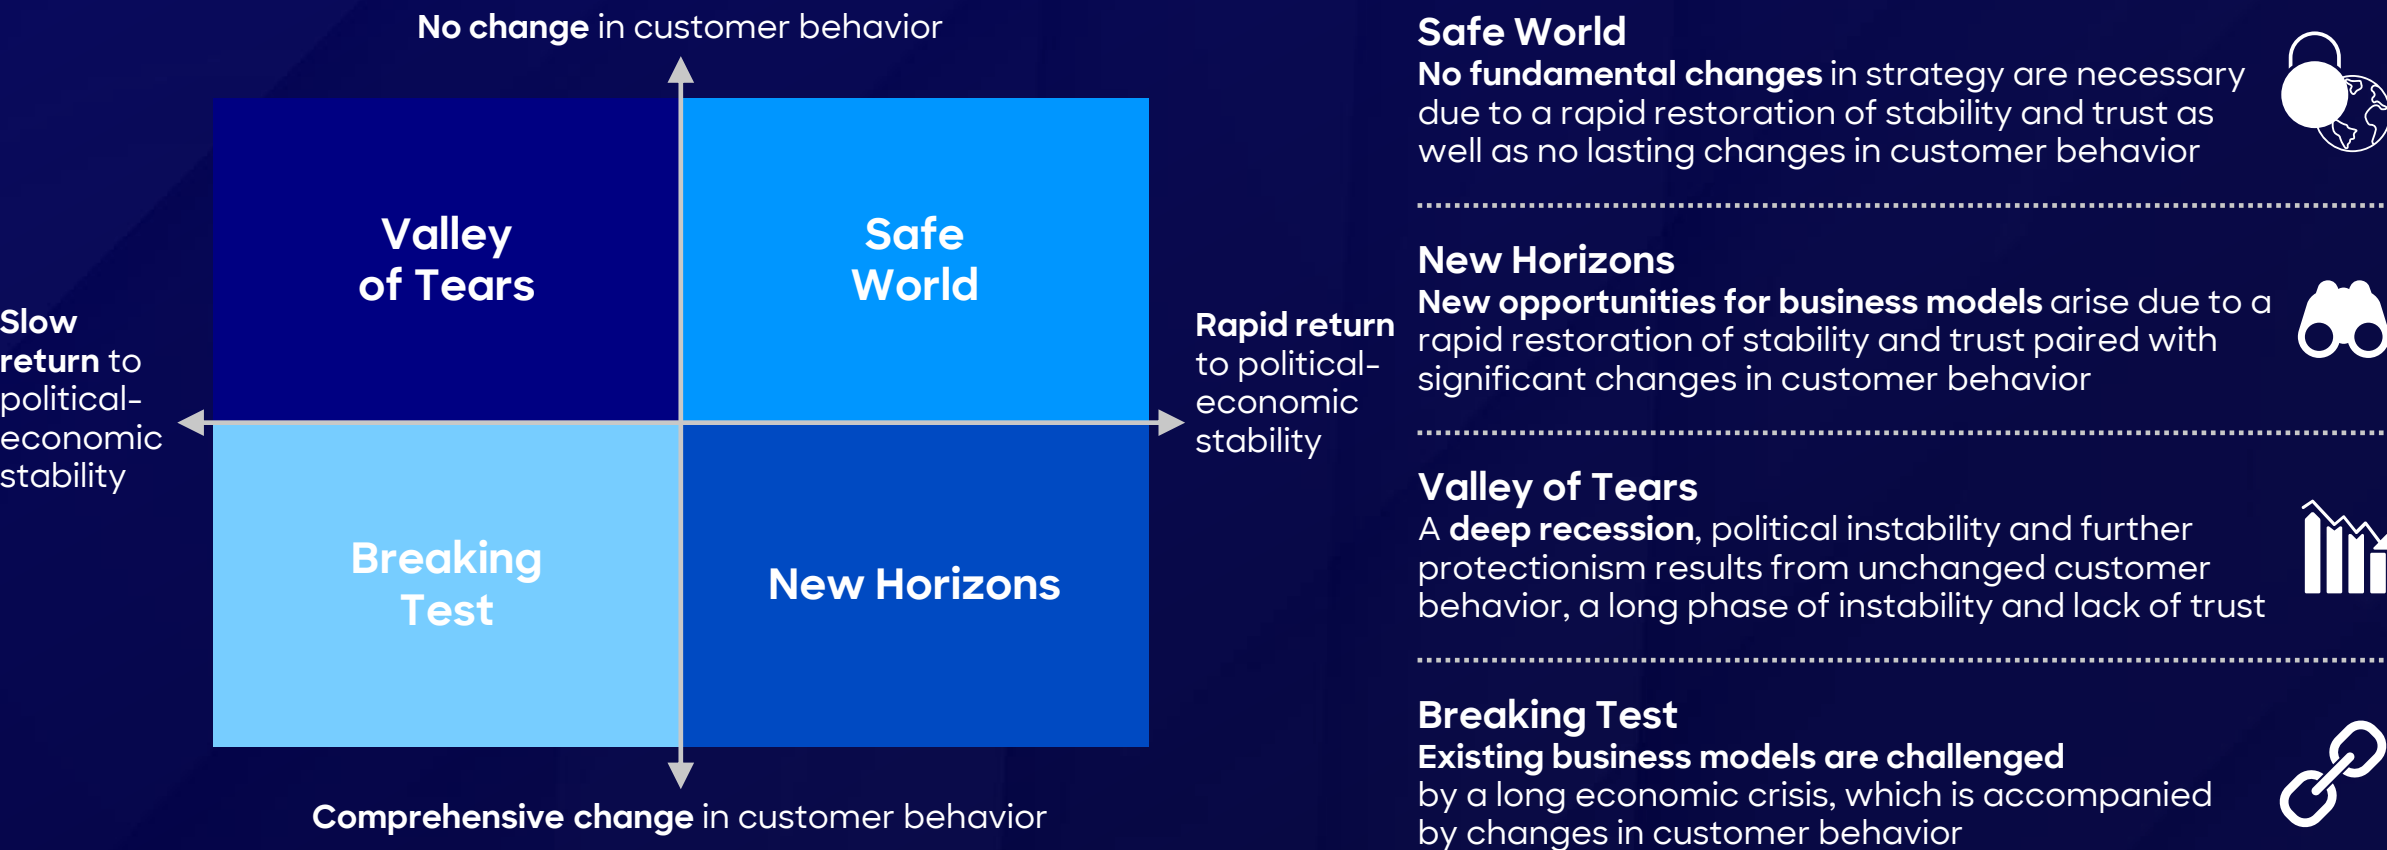 No change in customer behavior
Valley
of Tears
Safe
World
Slow
return to
political-
economic
stability
Rapid return
to political-
economic
stability
Breaking
Test
New Horizons
Comprehensive change in customer behavior
Safe World
No fundamental changes in strategy are necessary
due to a rapid restoration of stability and trust as
well as no lasting changes in customer behavior
New Horizons
New opportunities for business models arise due to a
rapid restoration of stability and trust paired with
significant changes in customer behavior
Valley of Tears
A deep recession, political instability and further
protectionism results from unchanged customer
behavior, a long phase of instability and lack of trust
Breaking Test
Existing business models are challenged
by a long economic crisis, which is accompanied
by changes in customer behavior